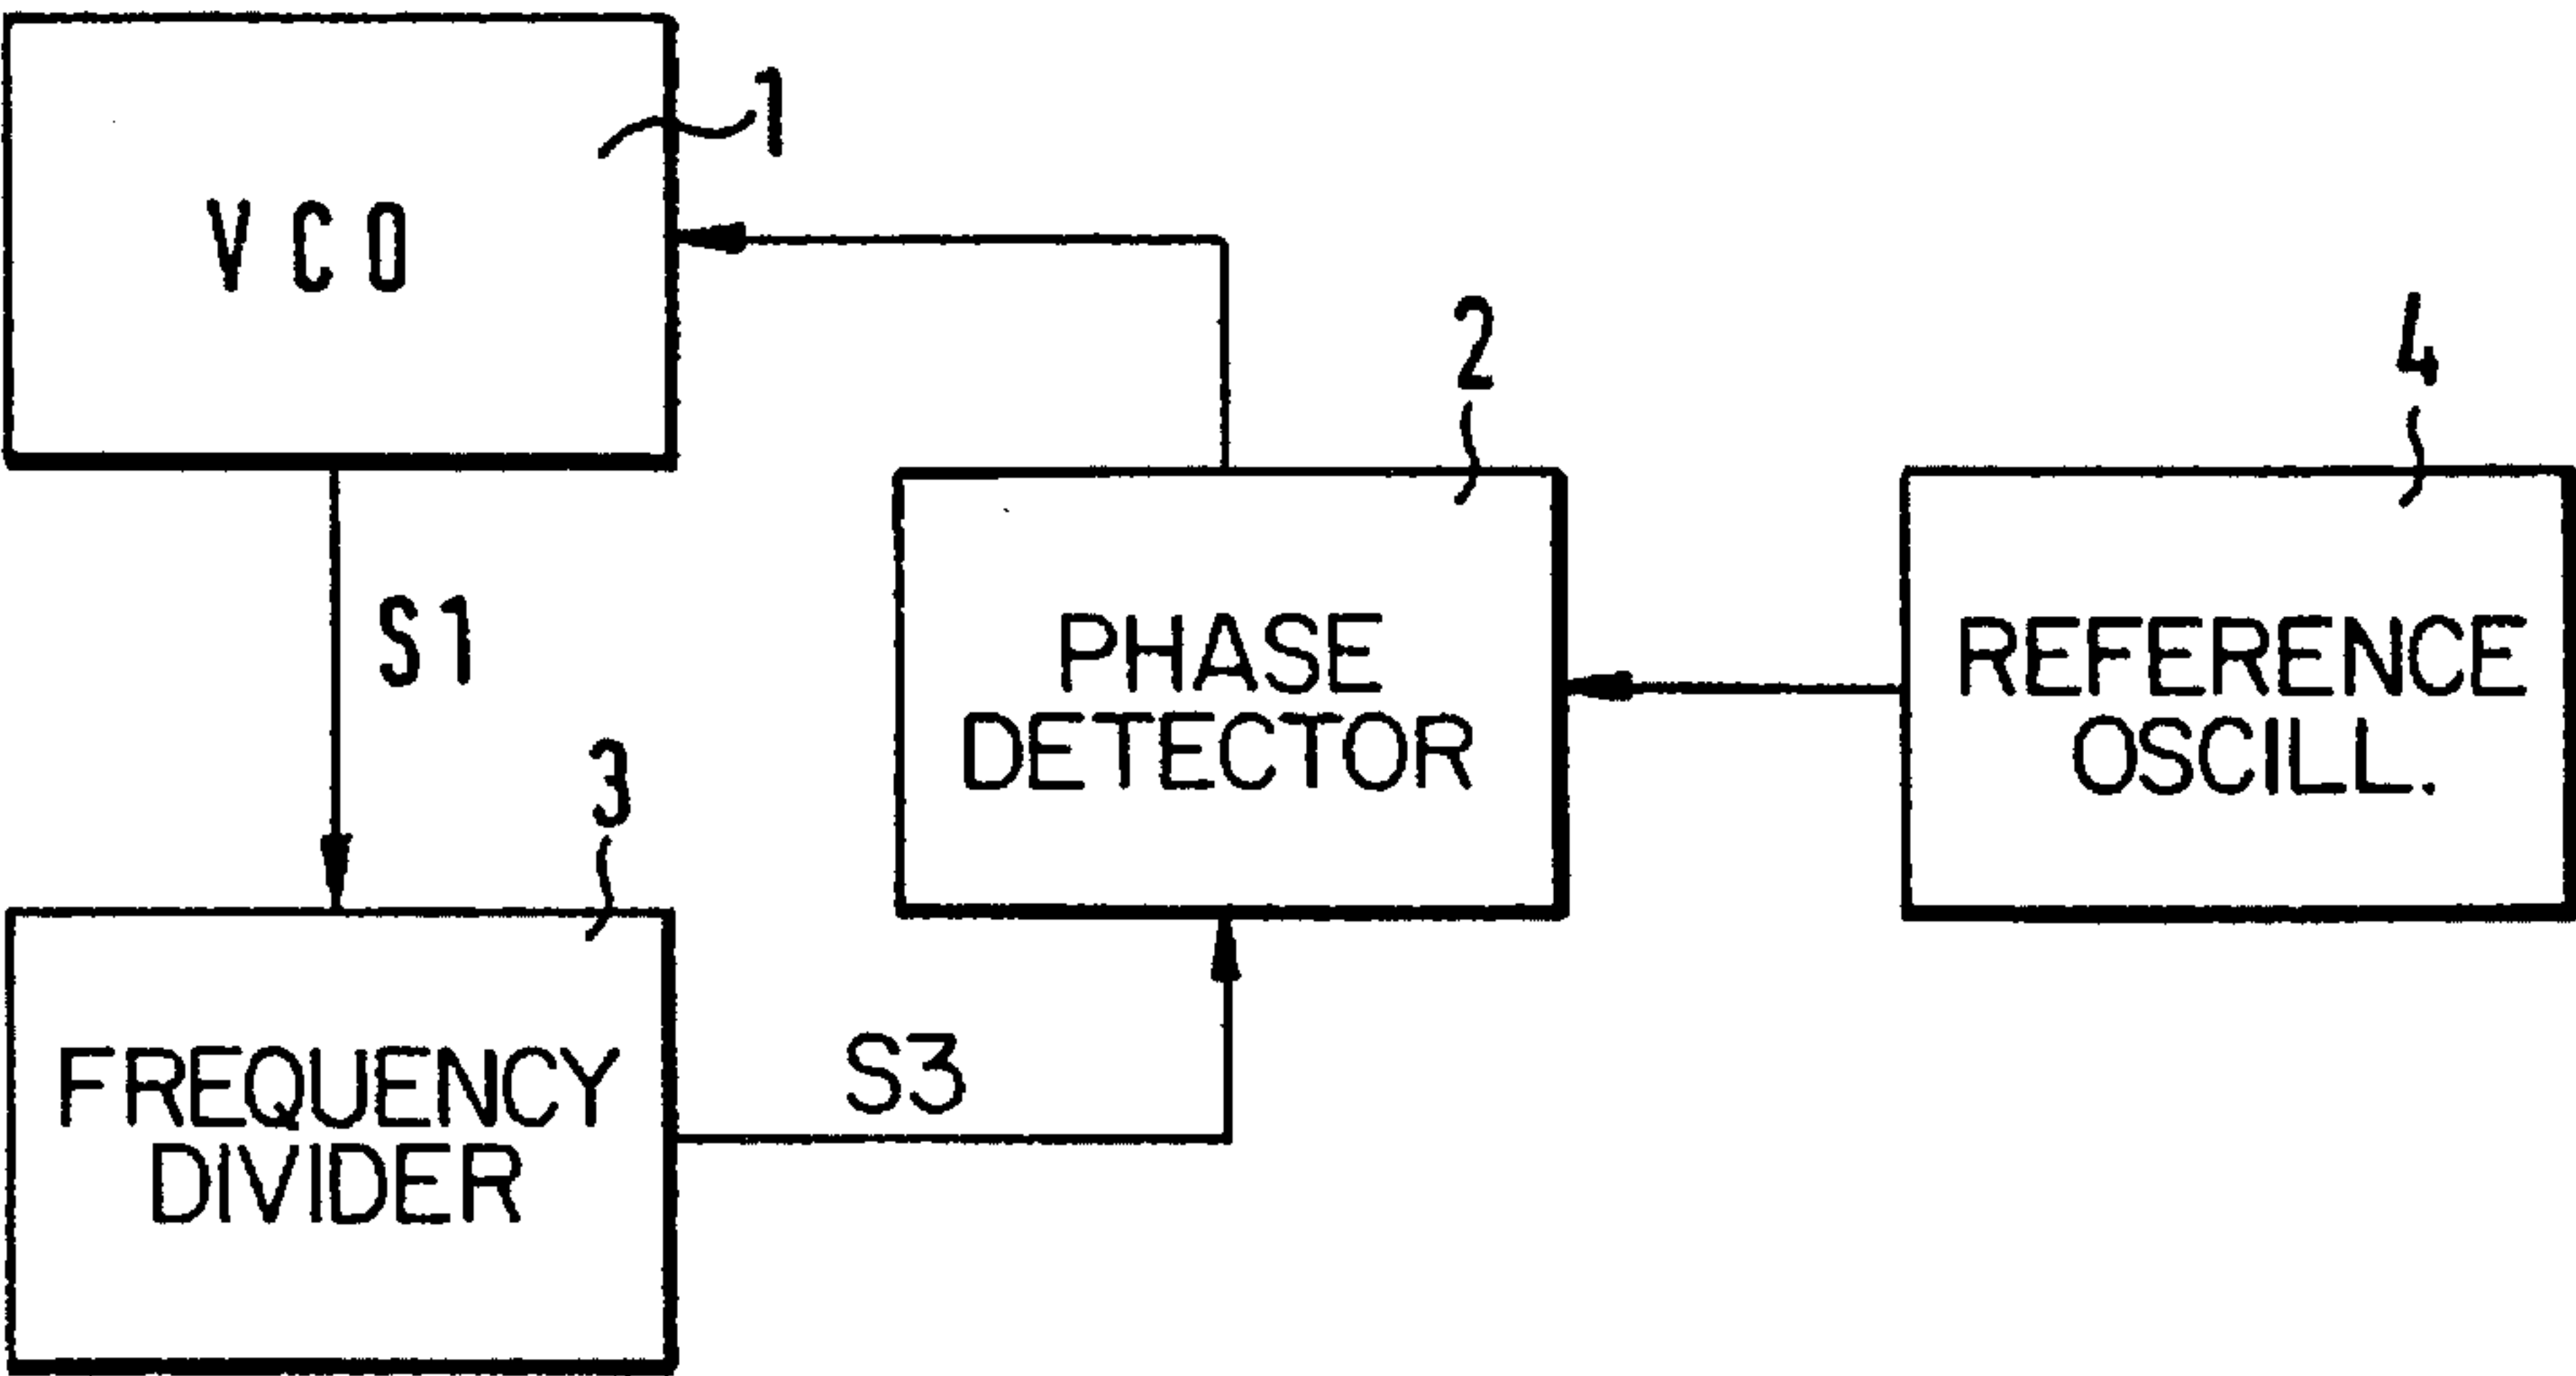 1
VCO
2
4
S1
PHASE
DETECTOR
REFERENCE
OSCILL.
3
S3
FREQUENCY
DIVIDER